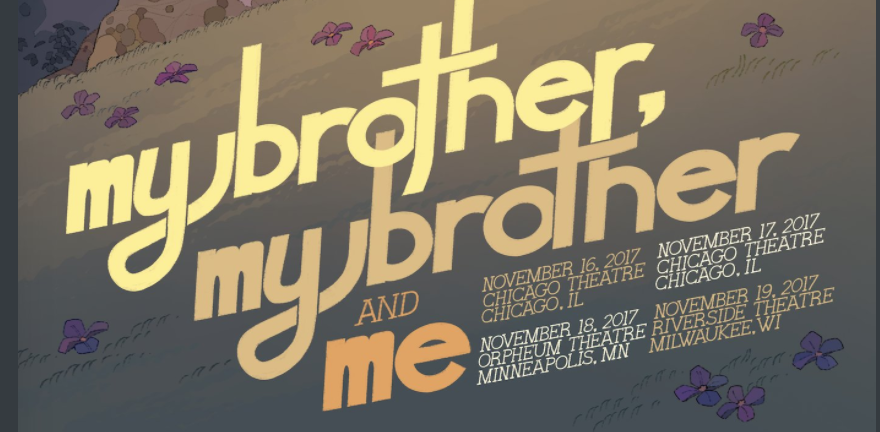 my brother,
my brother
AND
me
NOVEMBER 16, 2017
CHICAGO THEATRE
CHICAGO, IL
NOVEMBER 17, 2017
CHICAGO THEATRE
CHICAGO, IL
NOVEMBER 18, 2017
ORPHEUM THEATRE
MINNEAPOLIS, MN
NOVEMBER 19, 2017
RIVERSIDE THEATRE
MILWAUKEE, WI